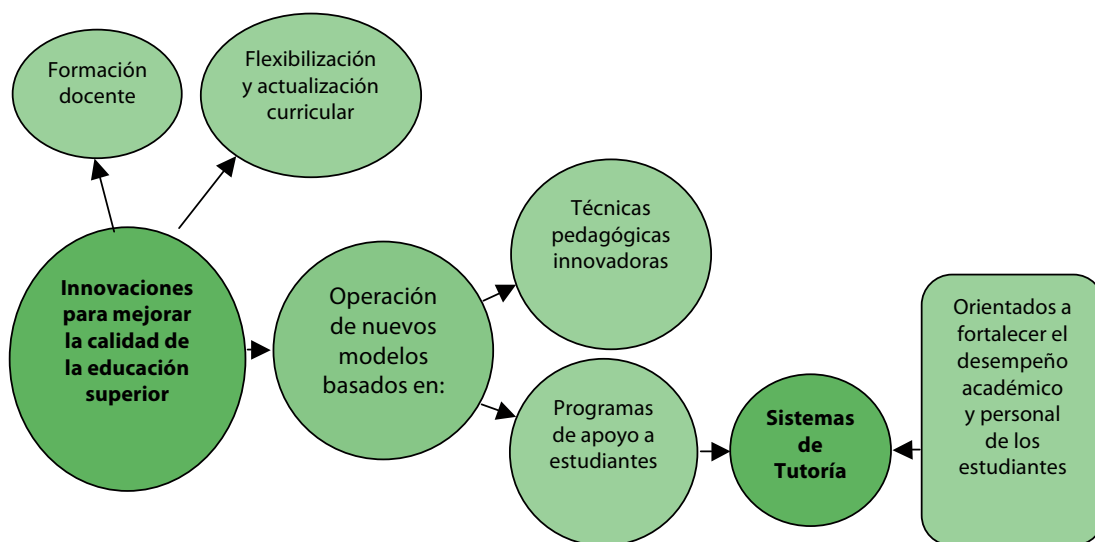 Formación
docente
Flexibilización
y actualización
curricular
Innovaciones
para mejorar
la calidad de
la educación
superior
Operación
de nuevos
modelos
basados en:
Técnicas
pedagógicas
innovadoras
Programas
de apoyo a
estudiantes
Sistemas
de
Tutoría
Orientados a
fortalecer el
desempeño
académico
y personal
de los
estudiantes